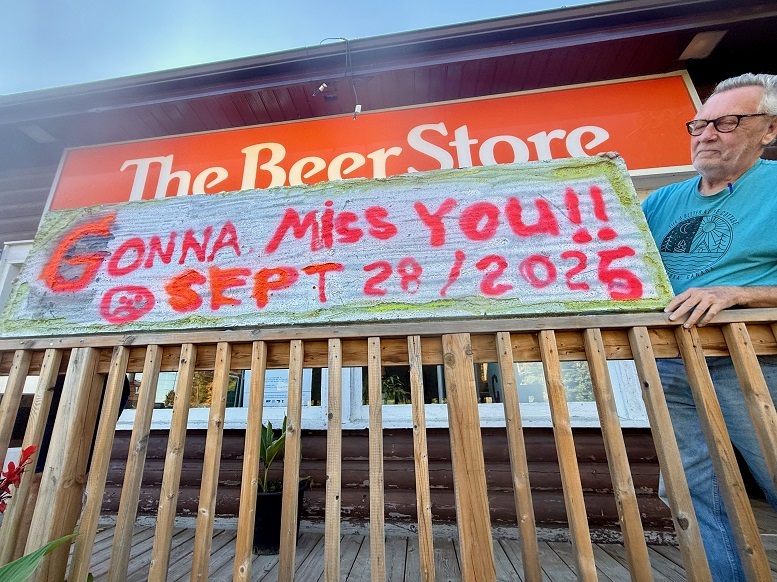 The Beer Store
GONNA MISS YOU!!
SEPT 28/2025